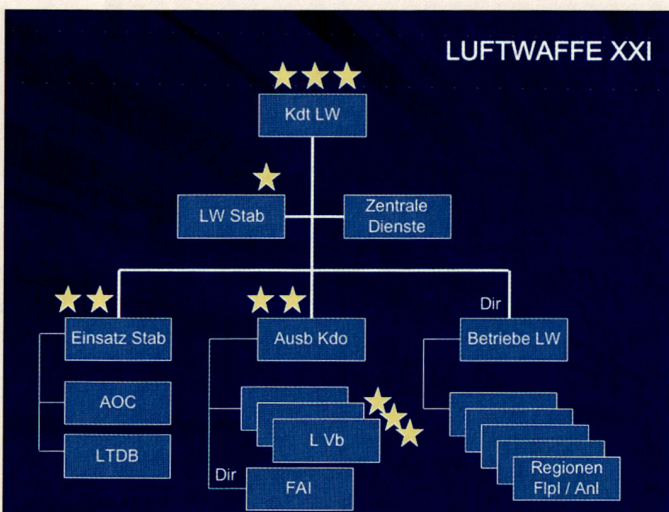 LUFTWAFFE XXI
Kdt LW
LW Stab
Zentrale
Dienste
Einsatz Stab
Ausb Kdo
Dir
Betriebe LW
AOC
LTDB
L Vb
Dir
FAI
Regionen
Flpl / Anl